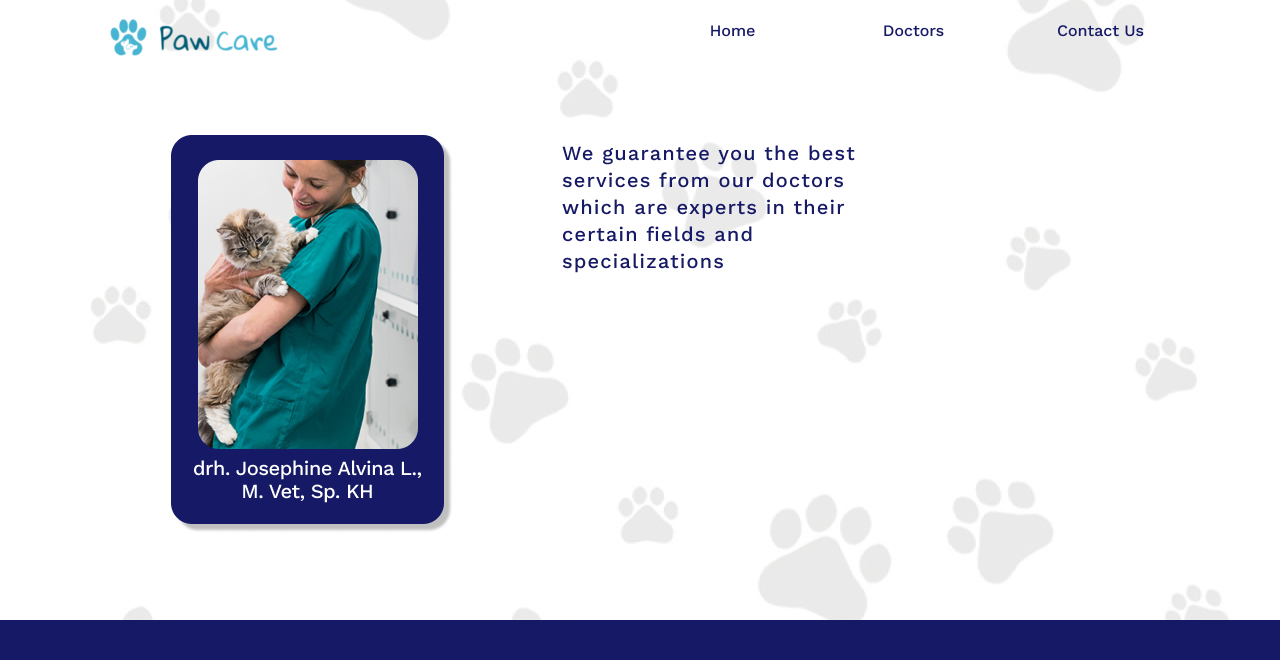 Paw Care
Home
Doctors
Contact Us
We guarantee you the best
services from our doctors
which are experts in their
certain fields and
specializations
drh. Josephine Alvina L.,
M. Vet, Sp. KH